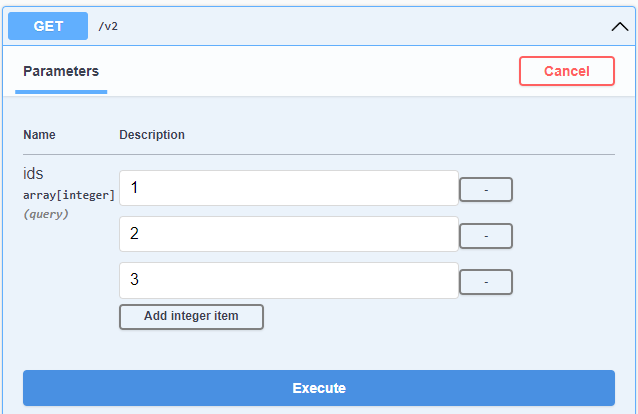 GET /v2
Parameters
Cancel
Name Description
ids
array[integer]
(query)
1 -
2 -
3 -
Add integer item
Execute